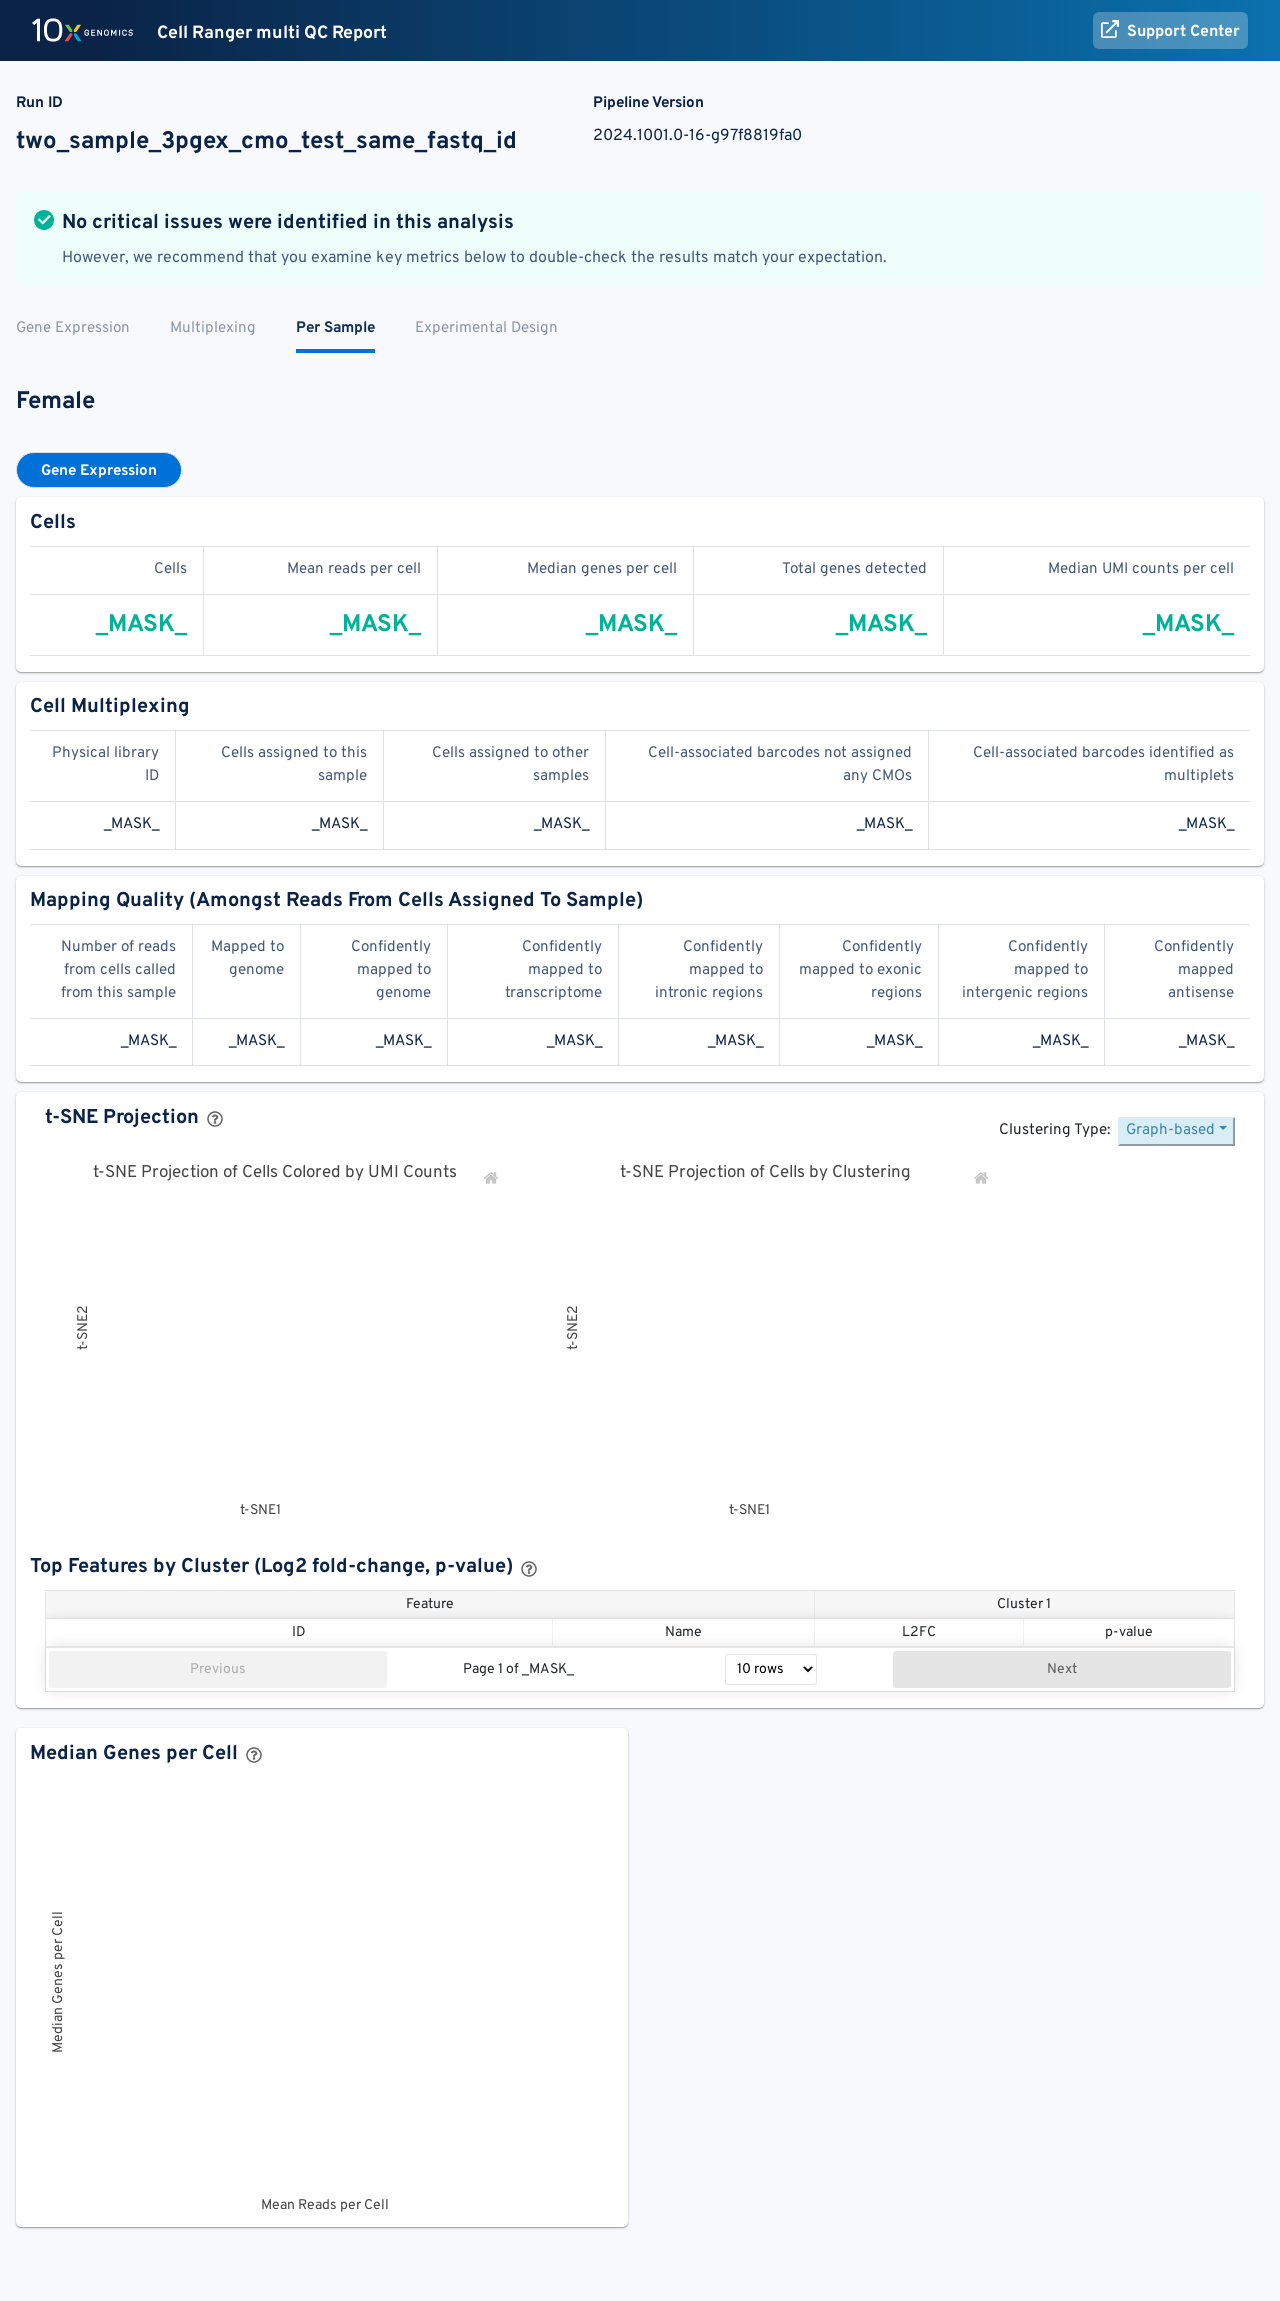 10x GENOMICS Cell Ranger multi QC Report Support Center
Run ID Pipeline Version
two_sample_3pgex_cmo_test_same_fastq_id 2024.1001.0-16-g97f8819fa0
No critical issues were identified in this analysis
However, we recommend that you examine key metrics below to double-check the results match your expectation.
Gene Expression Multiplexing Per Sample Experimental Design
Female
Gene Expression
Cells
Cells Mean reads per cell Median genes per cell Total genes detected Median UMI counts per cell
_MASK_ _MASK_ _MASK_ _MASK_ _MASK_
Cell Multiplexing
Physical library Cells assigned to this Cells assigned to other Cell-associated barcodes not assigned Cell-associated barcodes identified as
ID sample samples any CMOs multiplets
_MASK_ _MASK_ _MASK_ _MASK_ _MASK_
Mapping Quality (Amongst Reads From Cells Assigned To Sample)
Number of reads Mapped to Confidently Confidently Confidently Confidently Confidently Confidently
from cells called genome mapped to mapped to mapped to mapped to exonic mapped to mapped
from this sample genome transcriptome intronic regions regions intergenic regions antisense
_MASK_ _MASK_ _MASK_ _MASK_ _MASK_ _MASK_ _MASK_ _MASK_
t-SNE Projection
Clustering Type: Graph-based
t-SNE Projection of Cells Colored by UMI Counts t-SNE Projection of Cells by Clustering
t-SNE2 t-SNE2
t-SNE1 t-SNE1
Top Features by Cluster (Log2 fold-change, p-value)
Feature Cluster 1
ID Name L2FC p-value
Previous Page 1 of _MASK_ 10 rows Next
Median Genes per Cell
Median Genes per Cell
Mean Reads per Cell